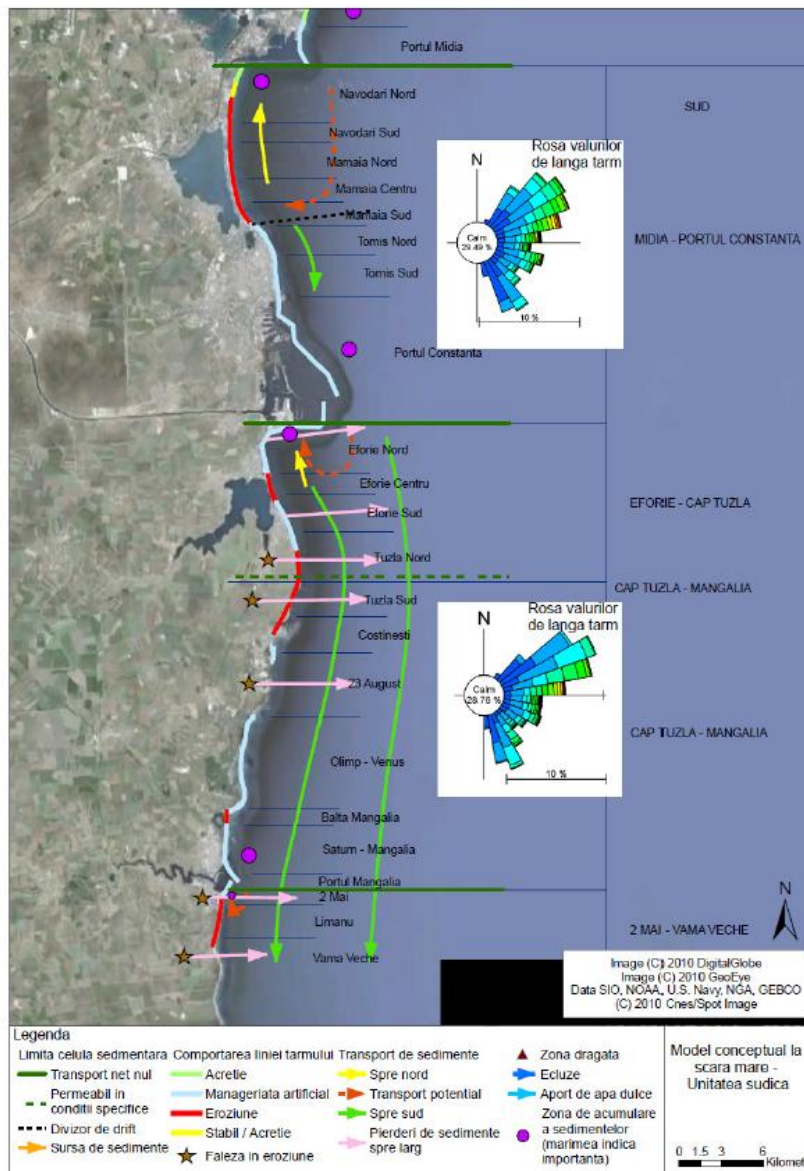 Portul Midia
Navodari Nord
SUD
Navodari Sud
Rosa valurilor
de langa tarm
Mamaia Nord
N
Mamaia Centru
Mamaia Sud
Tomis Nord
Calm
29.49 %
MIDIA - PORTUL CONSTANTA
Tomis Sud
10 %
Portul Constanta
Eforie Nord
Eforie Centru
EFORIE - CAP TUZLA
Eforie Sud
Tuzla Nord
CAP TUZLA - MANGALIA
Tuzla Sud
Rosa valurilor
de langa tarm
N
Costinesti
23 August
Calm
28.76 %
CAP TUZLA - MANGALIA
Olimp - Venus
10 %
Balta Mangalia
Saturn - Mangalia
Portul Mangalia
2 Mai
N
Limanu
2 MAI - VAMA VECHE
Vama Veche
Image (C) 2010 DigitalGlobe
Image (C) 2010 GeoEye
Data SIO, NOAA, U.S. Navy, NGA, GEBCO
(C) 2010 Cnes/Spot Image
Legenda
Limita celula sedmentara
Transport net nul
Permeabil in
conditii specifice
Divizor de drift
Sursa de sedimente
Comportarea liniei tarmului
Acretie
Manageriata artificial
Eroziune
Stabil / Acretie
Faleza in eroziune
Transport de sedimente
Spre nord
Transport potential
Spre sud
Pierderi de sedimente
spre larg
Zona dragata
Ecluze
Aport de apa dulce
Zona de acumulare
a sedimentelor
(marimea indica
importanta)
Model conceptual la
scara mare -
Unitatea sudica
0 1.5 3 6 Kilomet